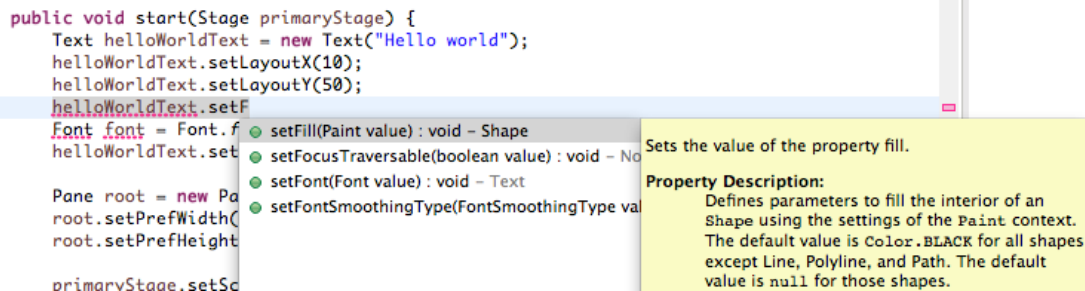 public void start(Stage primaryStage) {
Text helloWorldText = new Text("Hello world");
helloWorldText.setLayoutX(10);
helloWorldText.setLayoutY(50);
helloWorldText.setF
Font font = Font.f
helloWorldText.set
Pane root = new Pa
root.setPrefWidth(
root.setPrefHeight
primaryStage.setSc
setFill(Paint value) : void – Shape
setFocusTraversable(boolean value) : void – No
setFont(Font value) : void – Text
setFontSmoothingType(FontSmoothingType val
Sets the value of the property fill.
Property Description:
Defines parameters to fill the interior of an
Shape using the settings of the Paint context.
The default value is Color.BLACK for all shapes
except Line, Polyline, and Path. The default
value is null for those shapes.